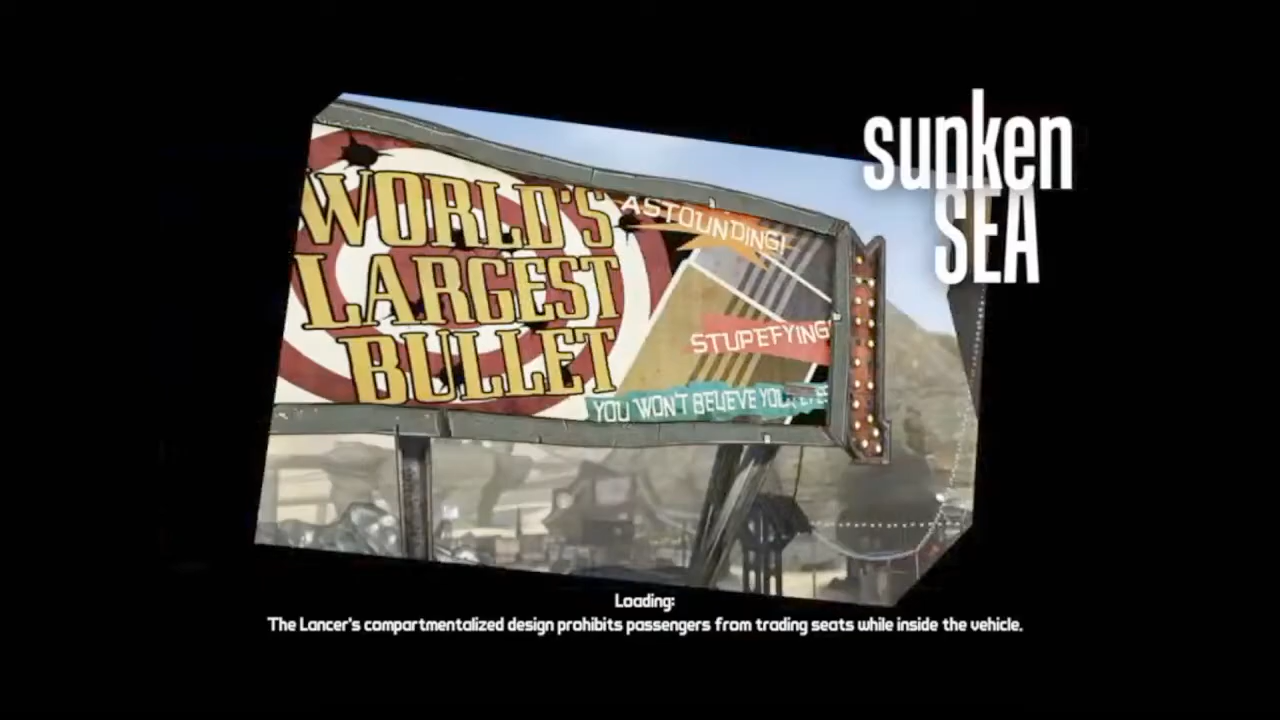 sunken
SEA
WORLD'S
LARGEST
BULLET
ASTOUNDING!
STUPEFYING!
YOU WON'T BELIEVE YOUR EYES
Loading:
The Lancer's compartmentalized design prohibits passengers from trading seats while inside the vehicle.